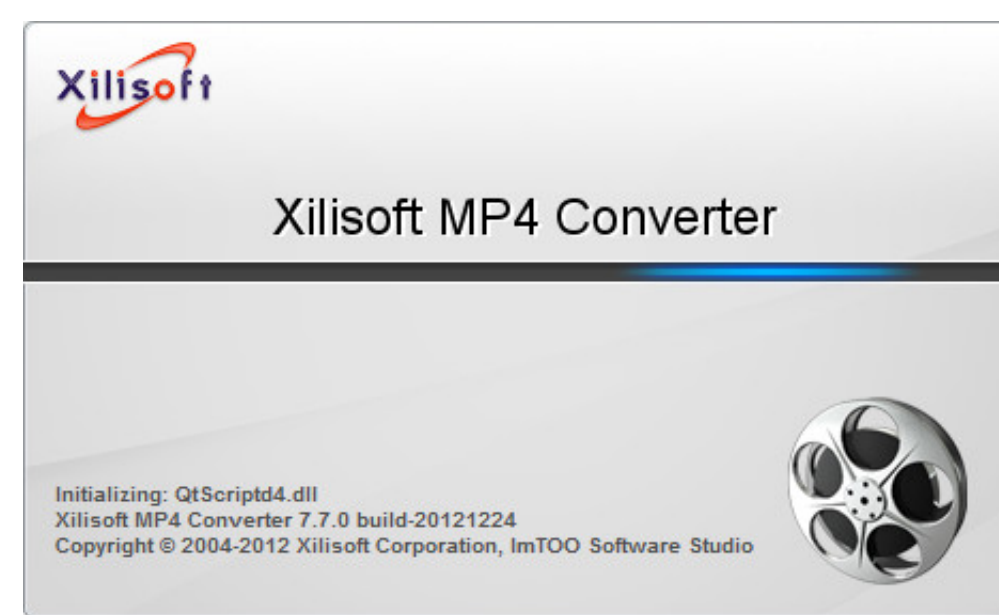 Xilisoft
Xilisoft MP4 Converter
Initializing: QtScriptd4.dll
Xilisoft MP4 Converter 7.7.0 build-20121224
Copyright © 2004-2012 Xilisoft Corporation, ImTOO Software Studio